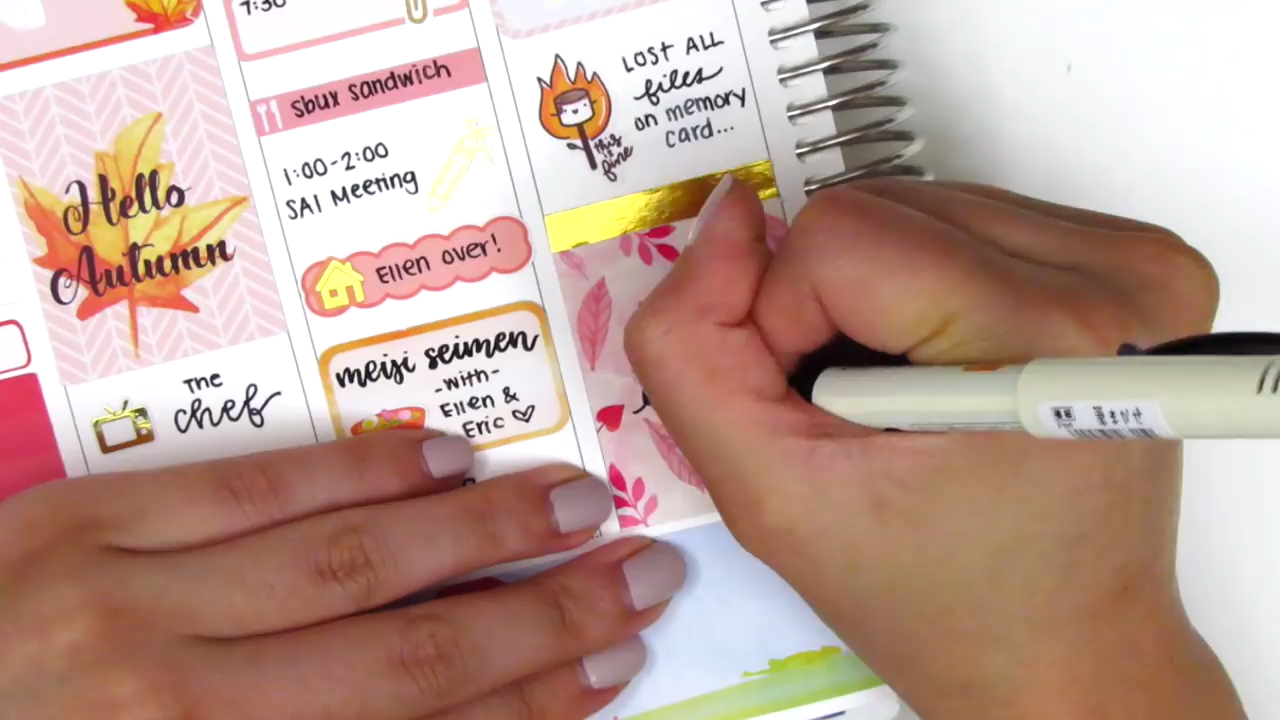 Hello
Autumn
The
chef
7:30
sbux sandwich
1:00-2:00
SAI Meeting
Ellen over!
meiji seimen
-with-
Ellen &
Eric ♡
this
is
fine
LOST ALL
files
on memory
card...